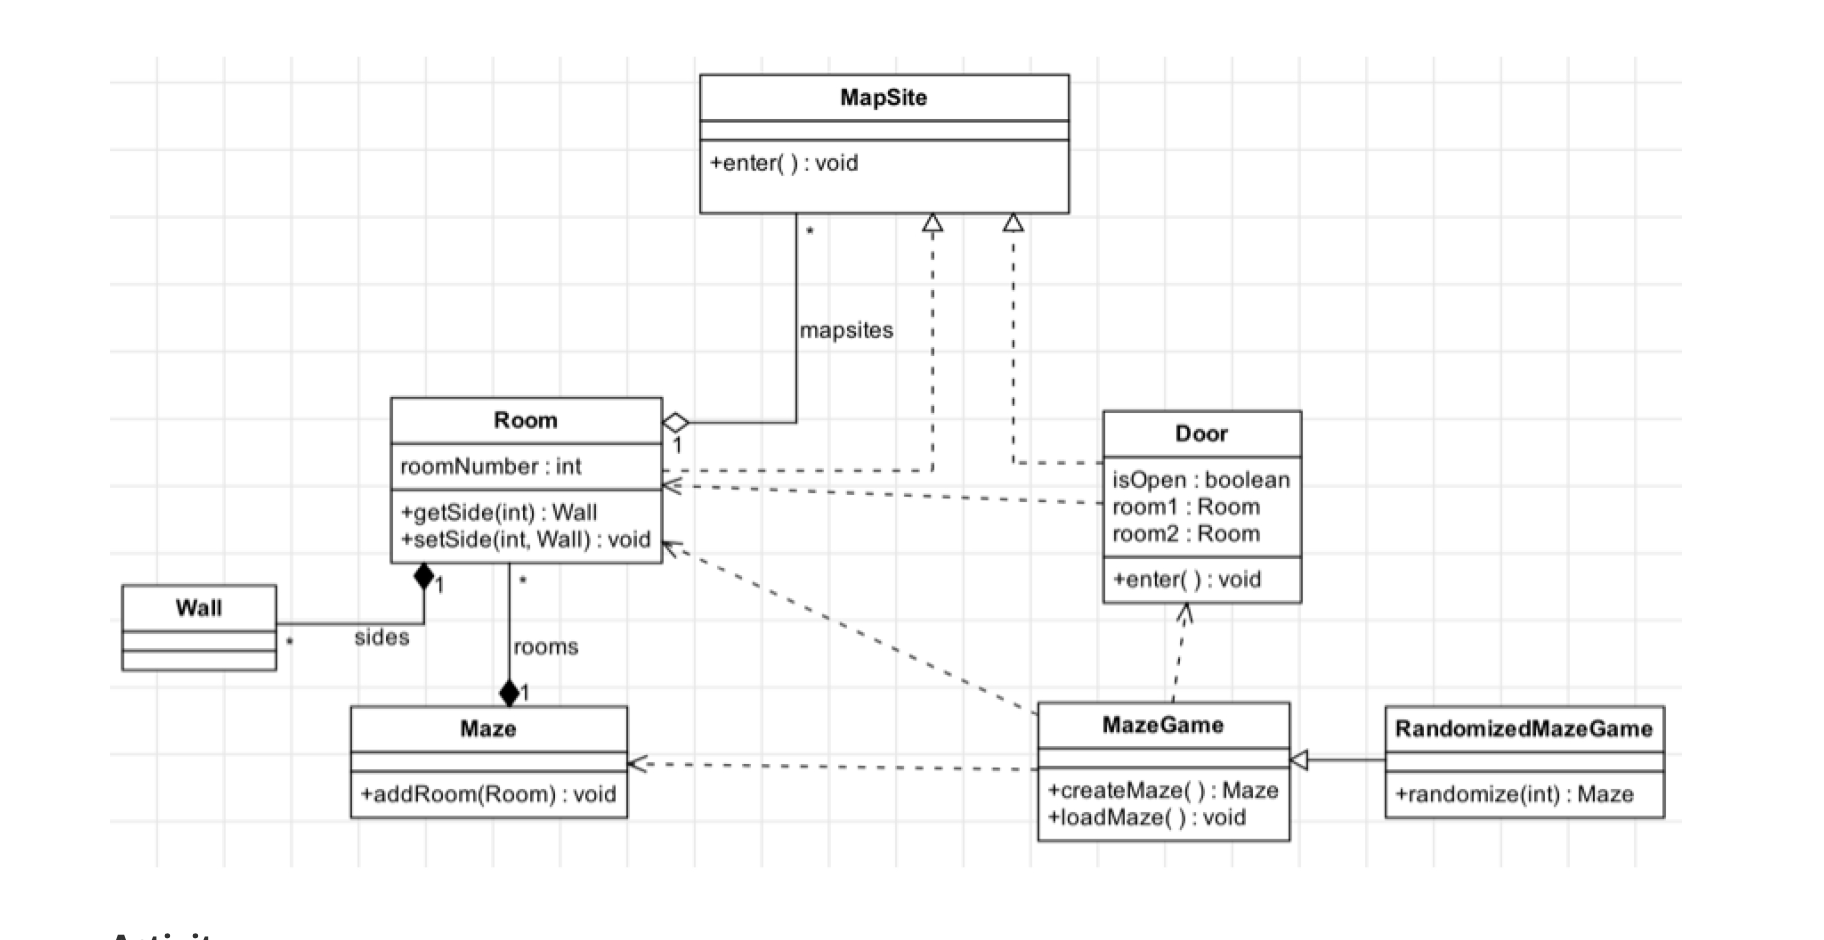 MapSite
+enter( ) : void
*
mapsites
Room
1
roomNumber : int
+getSide(int) : Wall
+setSide(int, Wall) : void
Door
isOpen : boolean
room1 : Room
room2 : Room
+enter( ) : void
1
*
Wall
*
sides
rooms
1
Maze
+addRoom(Room) : void
MazeGame
+createMaze( ) : Maze
+loadMaze( ) : void
RandomizedMazeGame
+randomize(int) : Maze